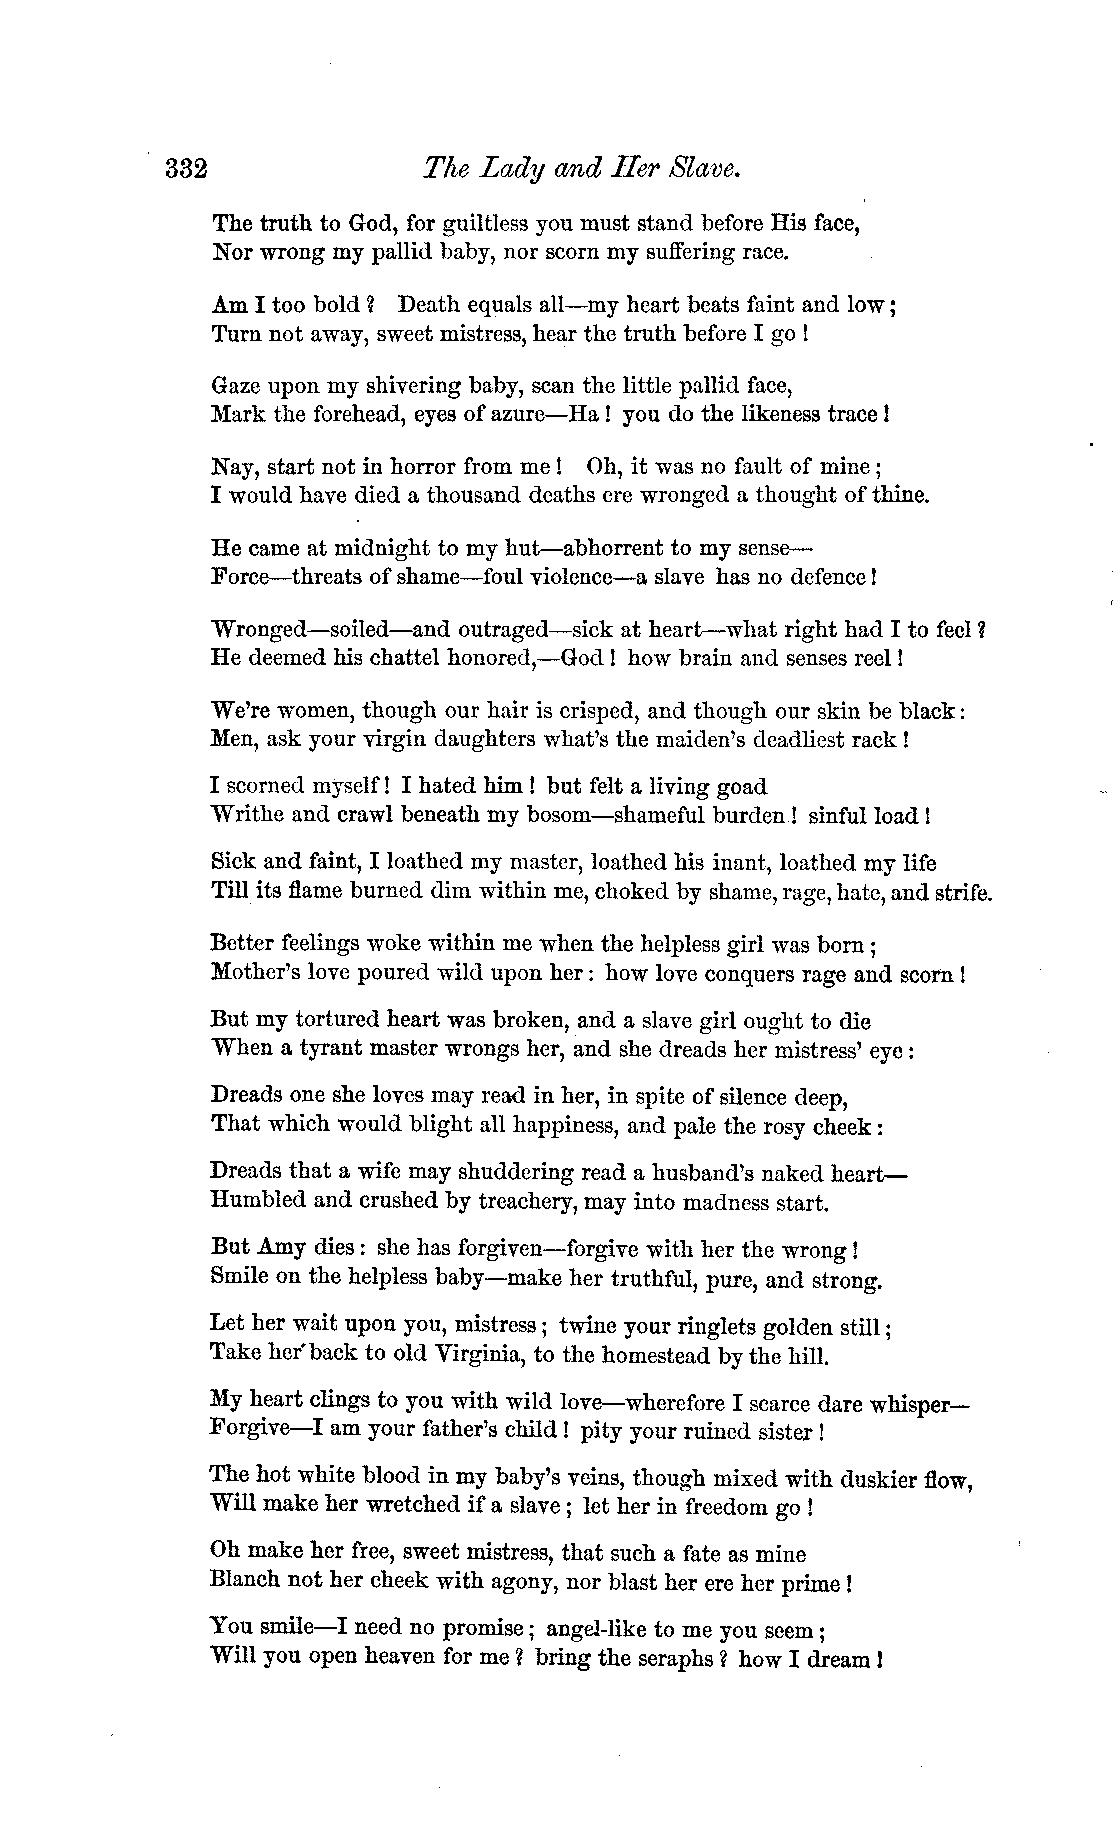 332 The Lady and Her Slave.
The truth to God, for guiltless you must stand before His face,
Nor wrong my pallid baby, nor scorn my suffering race.
Am I too bold? Death equals all—my heart beats faint and low;
Turn not away, sweet mistress, hear the truth before I go!
Gaze upon my shivering baby, scan the little pallid face,
Mark the forehead, eyes of azure—Ha! you do the likeness trace!
Nay, start not in horror from me! Oh, it was no fault of mine;
I would have died a thousand deaths ere wronged a thought of thine.
He came at midnight to my hut—abhorrent to my sense—
Force—threats of shame—foul violence—a slave has no defence!
Wronged—soiled—and outraged—sick at heart—what right had I to feel?
He deemed his chattel honored,—God! how brain and senses reel!
We're women, though our hair is crisped, and though our skin be black:
Men, ask your virgin daughters what's the maiden's deadliest rack!
I scorned myself! I hated him! but felt a living goad
Writhe and crawl beneath my bosom—shameful burden! sinful load!
Sick and faint, I loathed my master, loathed his inant, loathed my life
Till its flame burned dim within me, choked by shame, rage, hate, and strife.
Better feelings woke within me when the helpless girl was born;
Mother's love poured wild upon her: how love conquers rage and scorn!
But my tortured heart was broken, and a slave girl ought to die
When a tyrant master wrongs her, and she dreads her mistress' eye:
Dreads one she loves may read in her, in spite of silence deep,
That which would blight all happiness, and pale the rosy cheek:
Dreads that a wife may shuddering read a husband's naked heart—
Humbled and crushed by treachery, may into madness start.
But Amy dies: she has forgiven—forgive with her the wrong!
Smile on the helpless baby—make her truthful, pure, and strong.
Let her wait upon you, mistress; twine your ringlets golden still;
Take her back to old Virginia, to the homestead by the hill.
My heart clings to you with wild love—wherefore I scarce dare whisper—
Forgive—I am your father's child! pity your ruined sister!
The hot white blood in my baby's veins, though mixed with duskier flow,
Will make her wretched if a slave; let her in freedom go!
Oh make her free, sweet mistress, that such a fate as mine
Blanch not her cheek with agony, nor blast her ere her prime!
You smile—I need no promise; angel-like to me you seem;
Will you open heaven for me? bring the seraphs? how I dream!